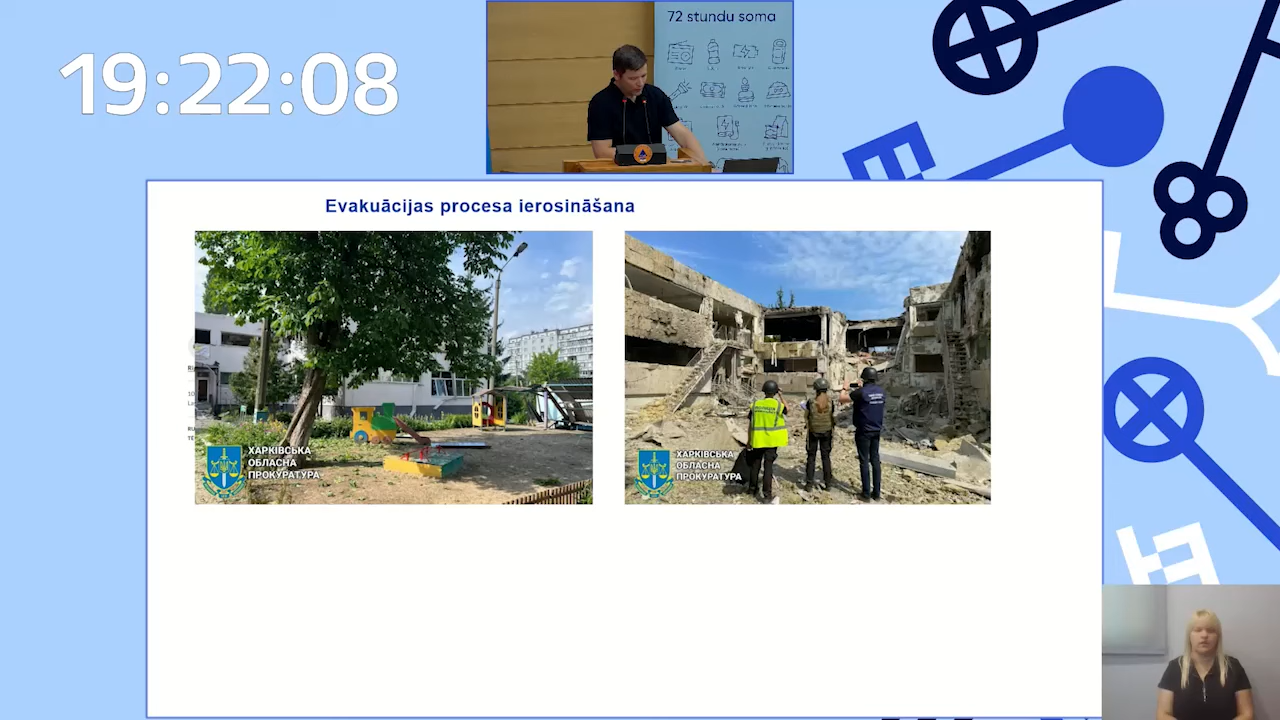 19:22:08
72 stundu soma
Evakuācijas procesa ierosināšana
ХАРКІВСЬКА
ОБЛАСНА
ПРОКУРАТУРА
ХАРКІВСЬКА
ОБЛАСНА
ПРОКУРАТУРА